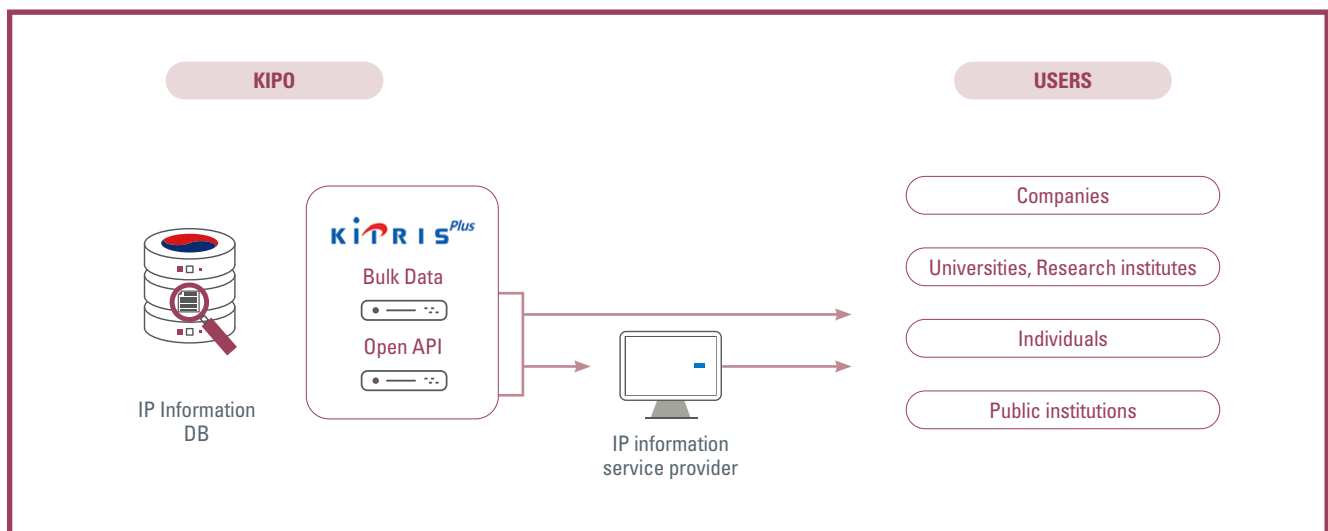 KIPO
USERS
KIPRIS Plus
Bulk Data
Open API
IP Information
DB
IP information
service provider
Companies
Universities, Research institutes
Individuals
Public institutions